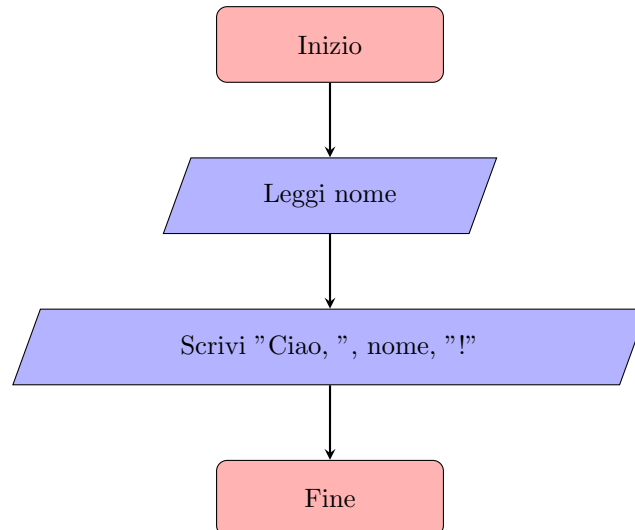 Inizio
Leggi nome
Scrivi ”Ciao, ”, nome, ”!”
Fine